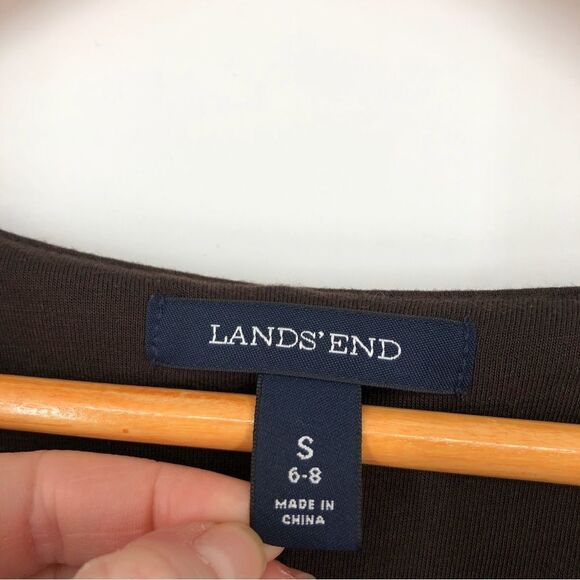 LANDS' END
S
6-8
MADE IN
CHINA